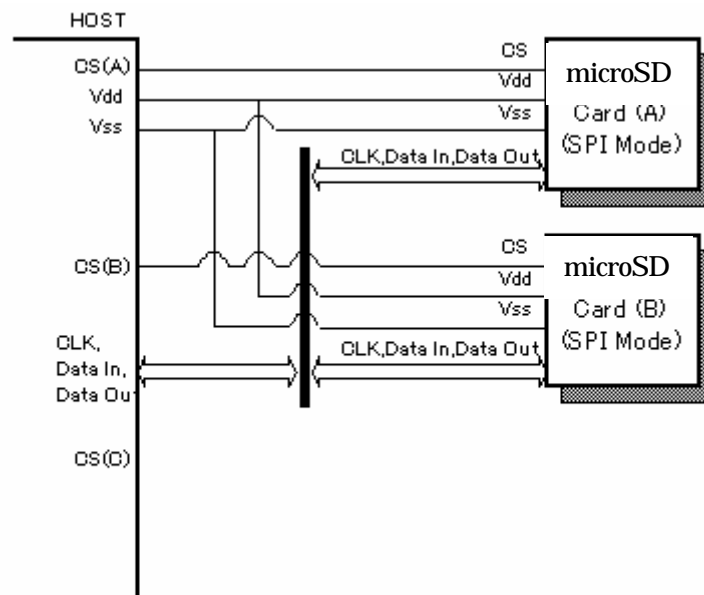 HOST
CS(A)
Vdd
Vss
CS
Vdd
Vss
microSD
Card (A)
(SPI Mode)
CLK,Data In,Data Out
CS(B)
CS
Vdd
Vss
microSD
Card (B)
(SPI Mode)
CLK,Data In,Data Out
CLK,
Data In,
Data Out
CS(C)